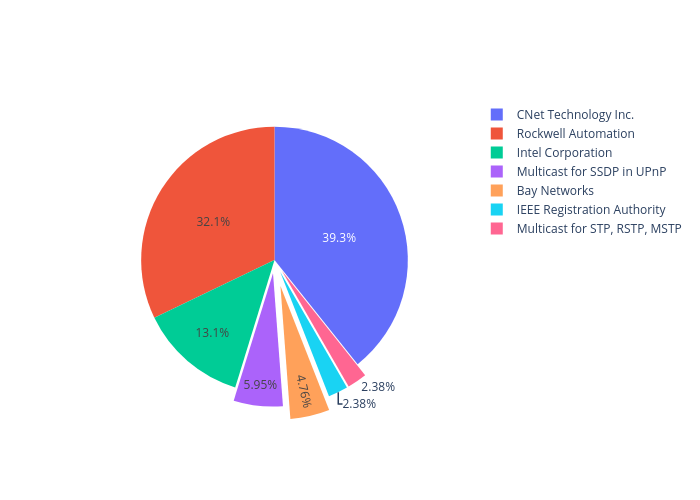 CNet Technology Inc.
Rockwell Automation
Intel Corporation
Multicast for SSDP in UPnP
Bay Networks
IEEE Registration Authority
Multicast for STP, RSTP, MSTP
32.1%
39.3%
13.1%
5.95%
4.76%
2.38%
2.38%